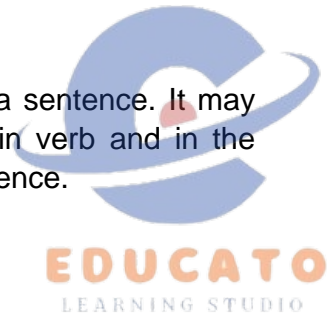 a sentence. It may
in verb and in the
ence.
EDUCATO
LEARNING STUDIO